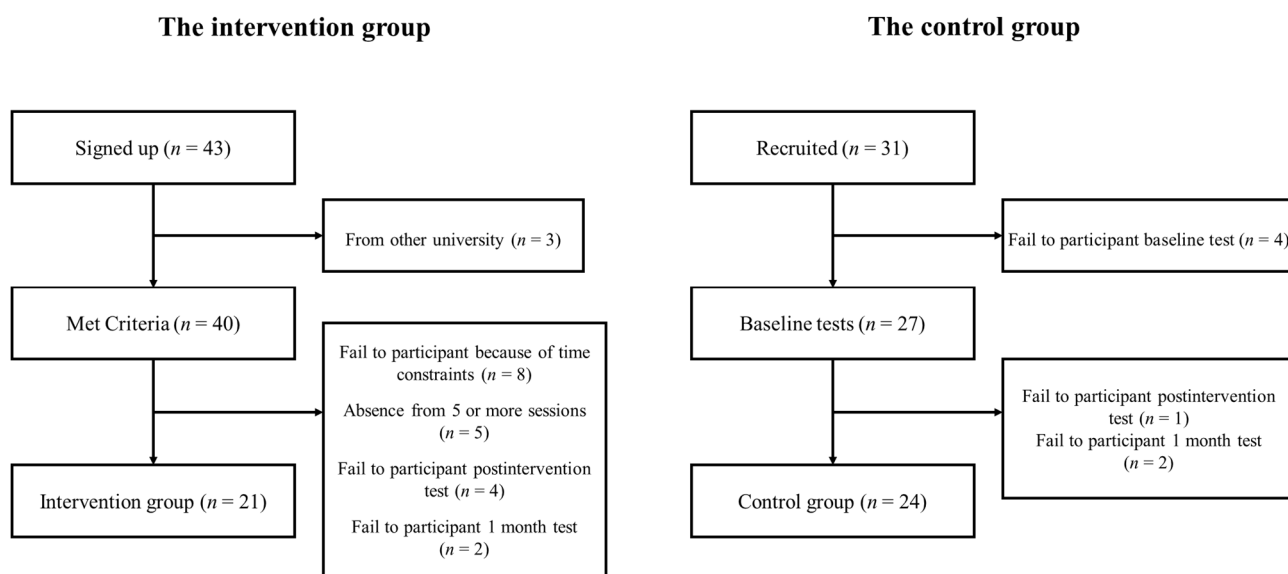 The intervention group
Signed up (n = 43)
From other university (n = 3)
Met Criteria (n = 40)
Fail to participant because of time
constraints (n = 8)
Absence from 5 or more sessions
(n = 5)
Fail to participant postintervention
test (n = 4)
Fail to participant 1 month test
(n = 2)
Intervention group (n = 21)
The control group
Recruited (n = 31)
Fail to participant baseline test (n = 4)
Baseline tests (n = 27)
Fail to participant postintervention
test (n = 1)
Fail to participant 1 month test
(n = 2)
Control group (n = 24)